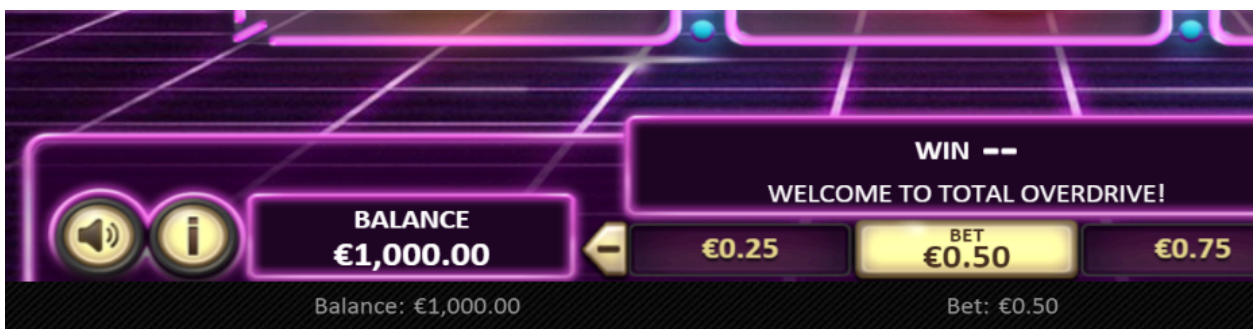 WIN --
WELCOME TO TOTAL OVERDRIVE!
BALANCE
€1,000.00
€0.25
BET
€0.50
€0.75
Balance: €1,000.00
Bet: €0.50